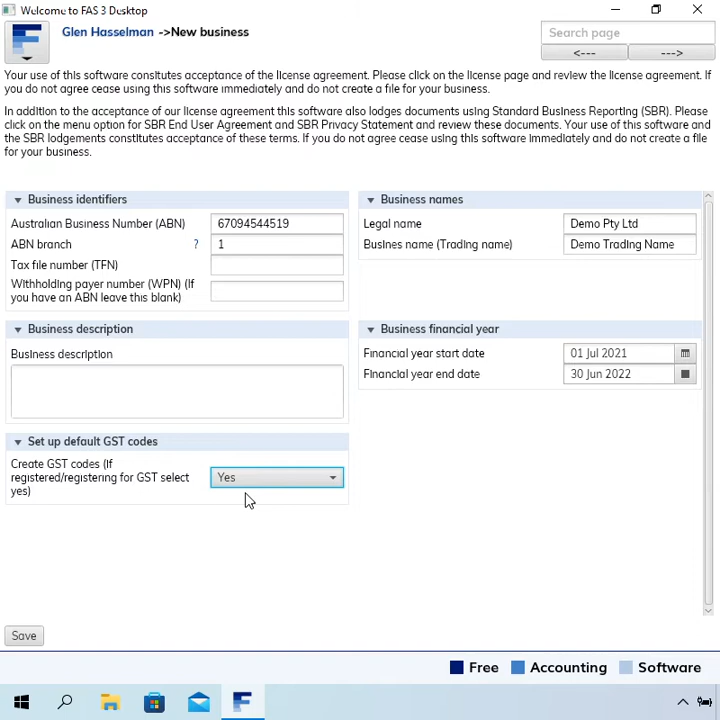 Welcome to FAS 3 Desktop
Glen Hasselman ->New business
Search page
<---
--->
Your use of this software consitutes acceptance of the license agreement. Please click on the license page and review the license agreement. If
you do not agree cease using this software immediately and do not create a file for your business.
In addition to the acceptance of our license agreement this software also lodges documents using Standard Business Reporting (SBR). Please
click on the menu option for SBR End User Agreement and SBR Privacy Statement and review these documents. Your use of this software and
the SBR lodgements constitutes acceptance of these terms. If you do not agree cease using this software immediately and do not create a file
for your business.
Business identifiers
Australian Business Number (ABN) 67094544519
ABN branch ? 1
Tax file number (TFN)
Withholding payer number (WPN) (If
you have an ABN leave this blank)
Business names
Legal name Demo Pty Ltd
Busines name (Trading name) Demo Trading Name
Business description
Business description
Business financial year
Financial year start date 01 Jul 2021
Financial year end date 30 Jun 2022
Set up default GST codes
Create GST codes (If
registered/registering for GST select
yes)
Yes
Save
Free Accounting Software